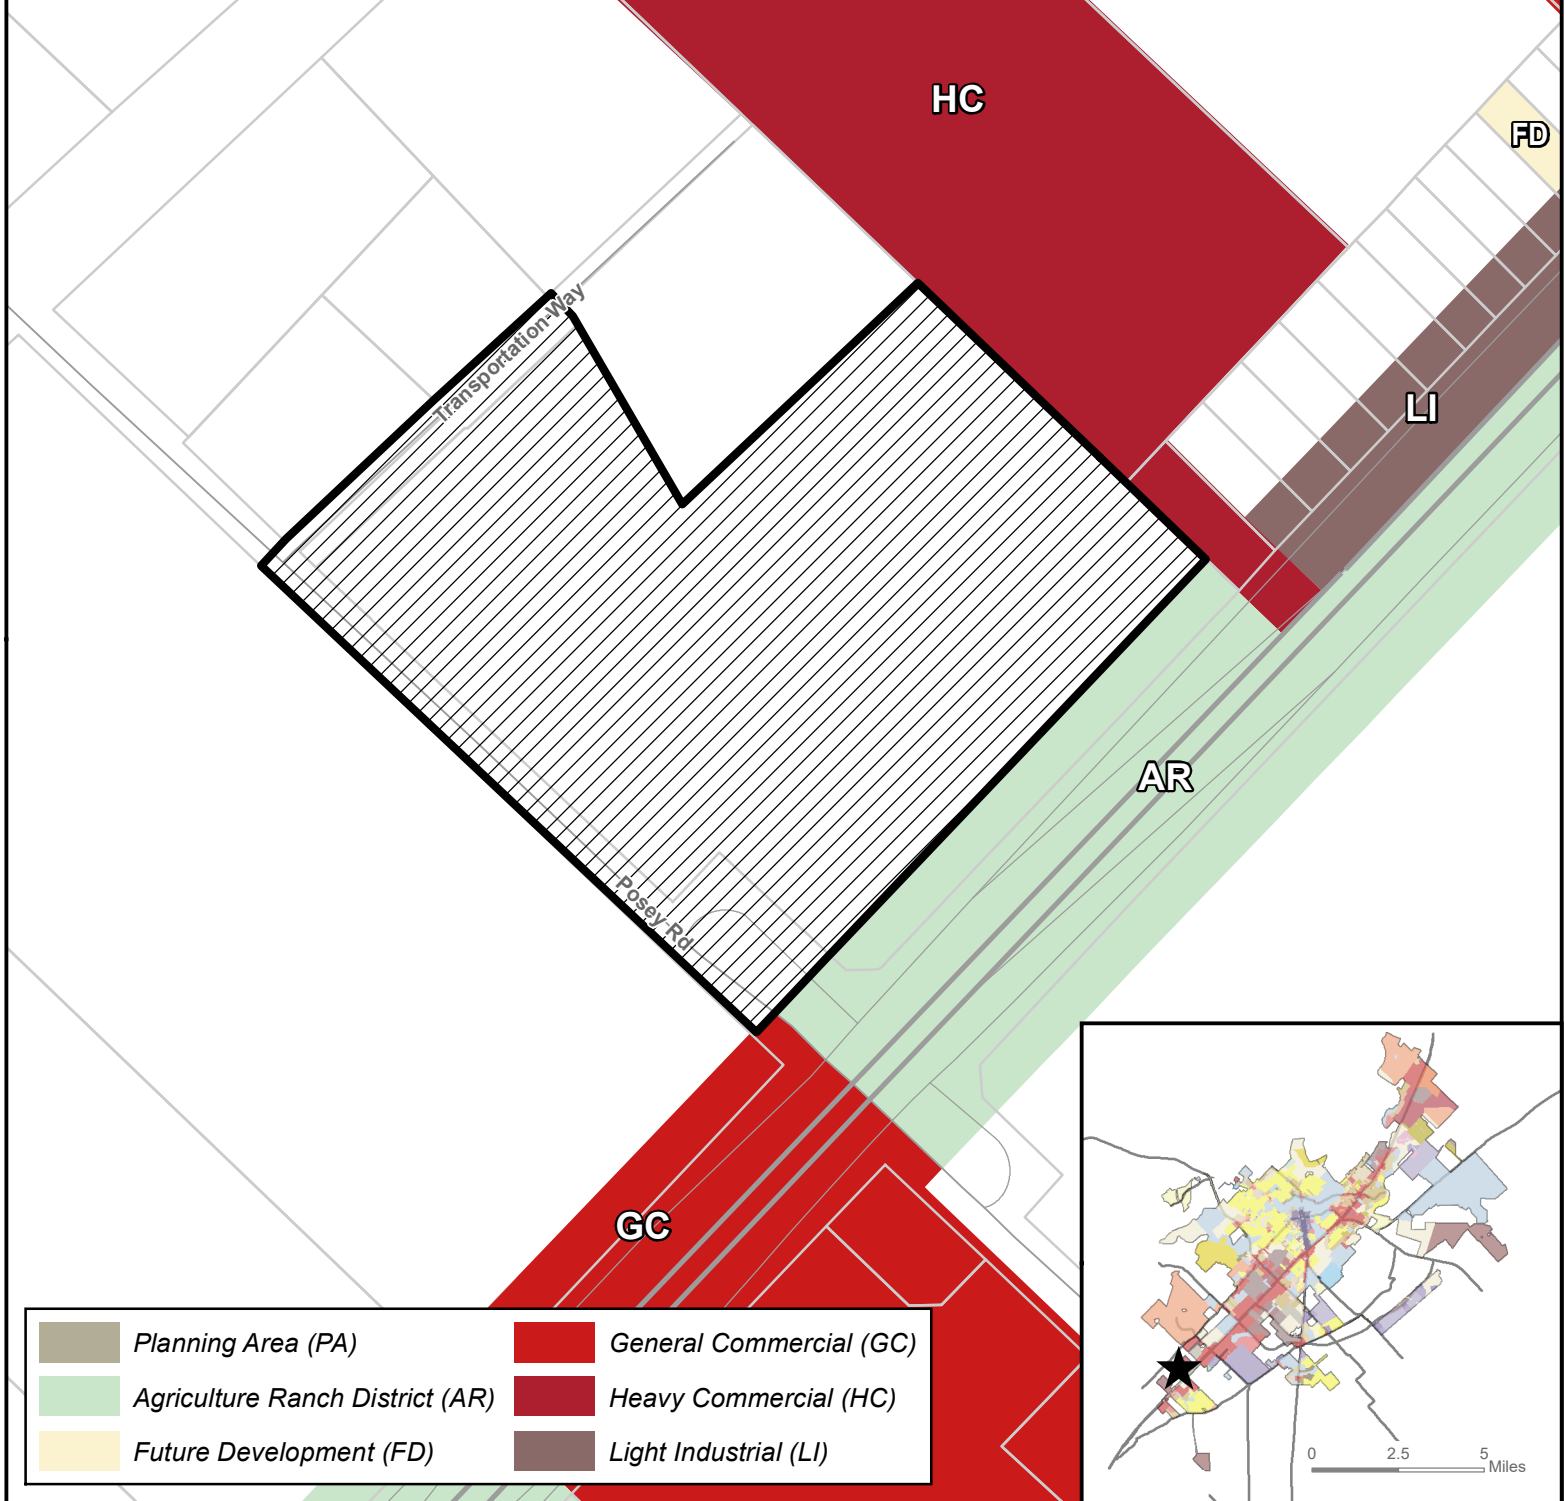 HC
FD
Transportation Way
LI
AR
Posey Rd
GC
Planning Area (PA)
Agriculture Ranch District (AR)
Future Development (FD)
General Commercial (GC)
Heavy Commercial (HC)
Light Industrial (LI)
0 2.5 5
Miles